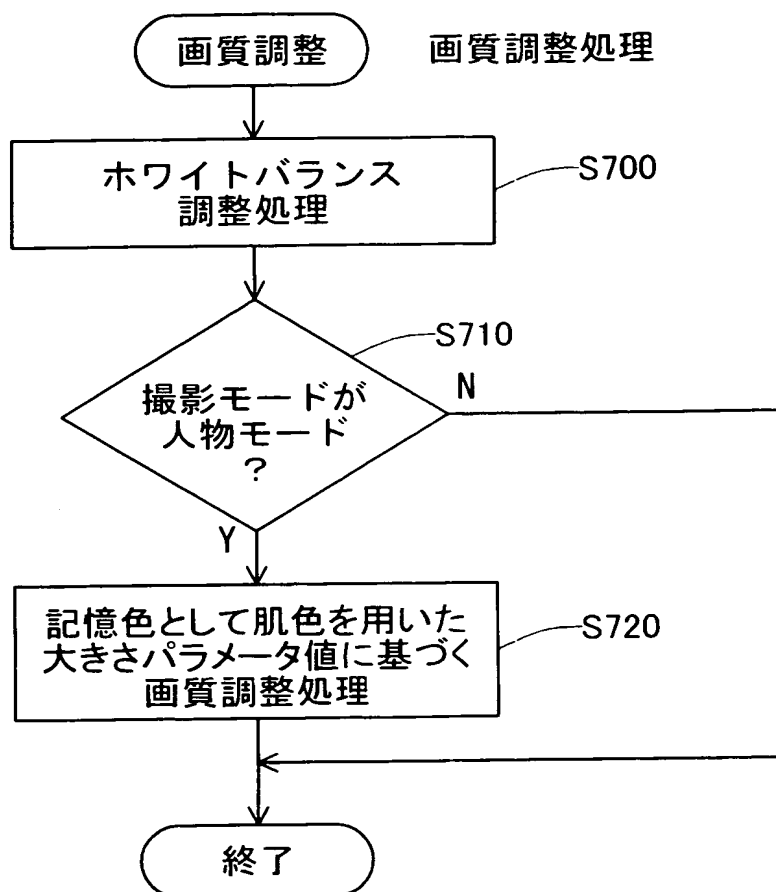 画質調整
画質調整処理
ホワイトバランス
調整処理
S700
S710
撮影モードが
人物モード
?
N
Y
記憶色として肌色を用いた
大きさパラメータ値に基づく
画質調整処理
S720
終了